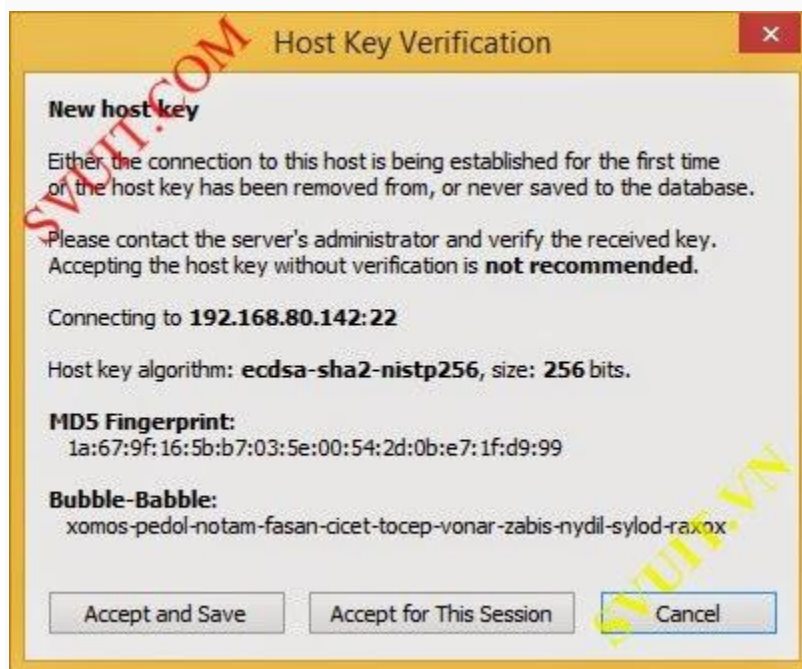 Host Key Verification
New host key
Either the connection to this host is being established for the first time
or the host key has been removed from, or never saved to the database.
Please contact the server's administrator and verify the received key.
Accepting the host key without verification is not recommended.
Connecting to 192.168.80.142:22
Host key algorithm: ecdsa-sha2-nistp256, size: 256 bits.
MD5 Fingerprint:
1a:67:9f:16:5b:b7:03:5e:00:54:2d:0b:e7:1f:d9:99
Bubble-Babble:
xomos-pedol-notam-fasan-cicet-tocep-vonar-zabis-nydil-sylod-raxox
Accept and Save
Accept for This Session
Cancel
SVUIT.COM
SVUIT.VN